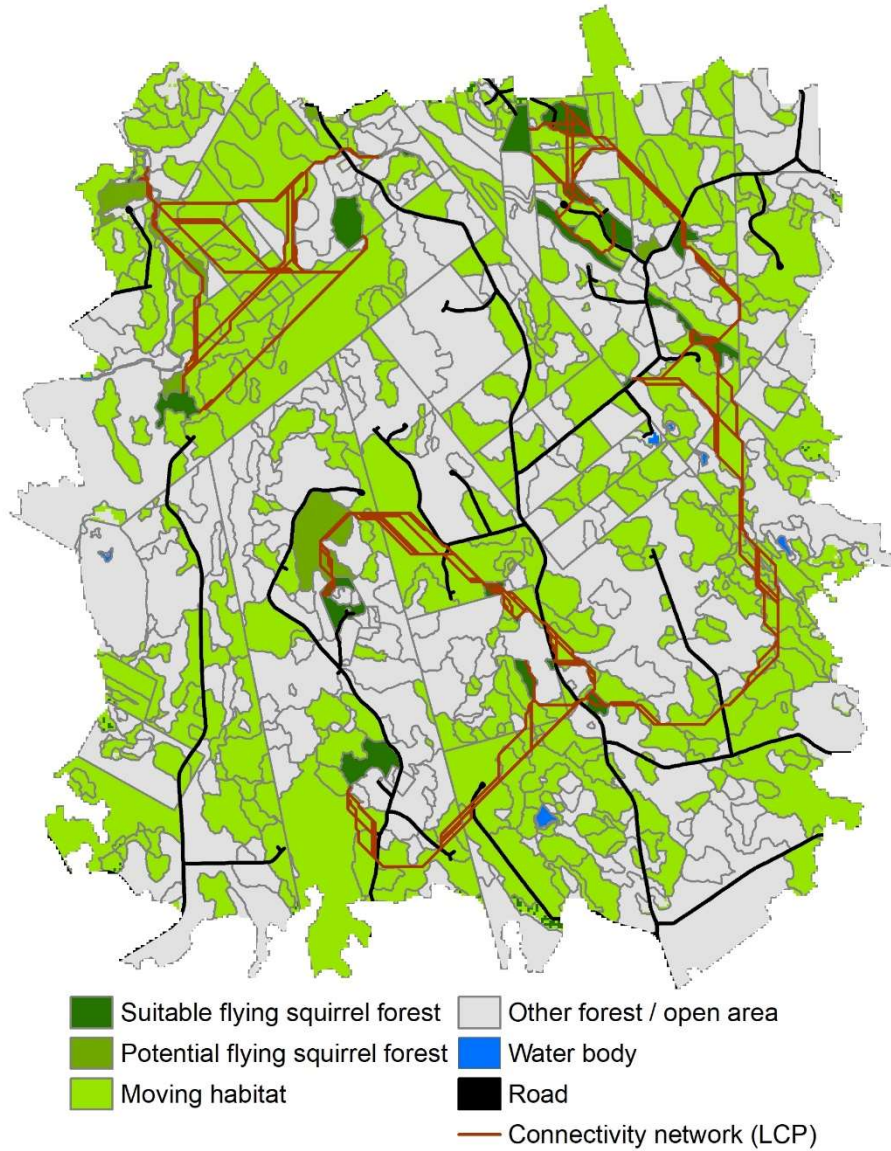 Suitable flying squirrel forest
Potential flying squirrel forest
Moving habitat
Other forest / open area
Water body
Road
Connectivity network (LCP)